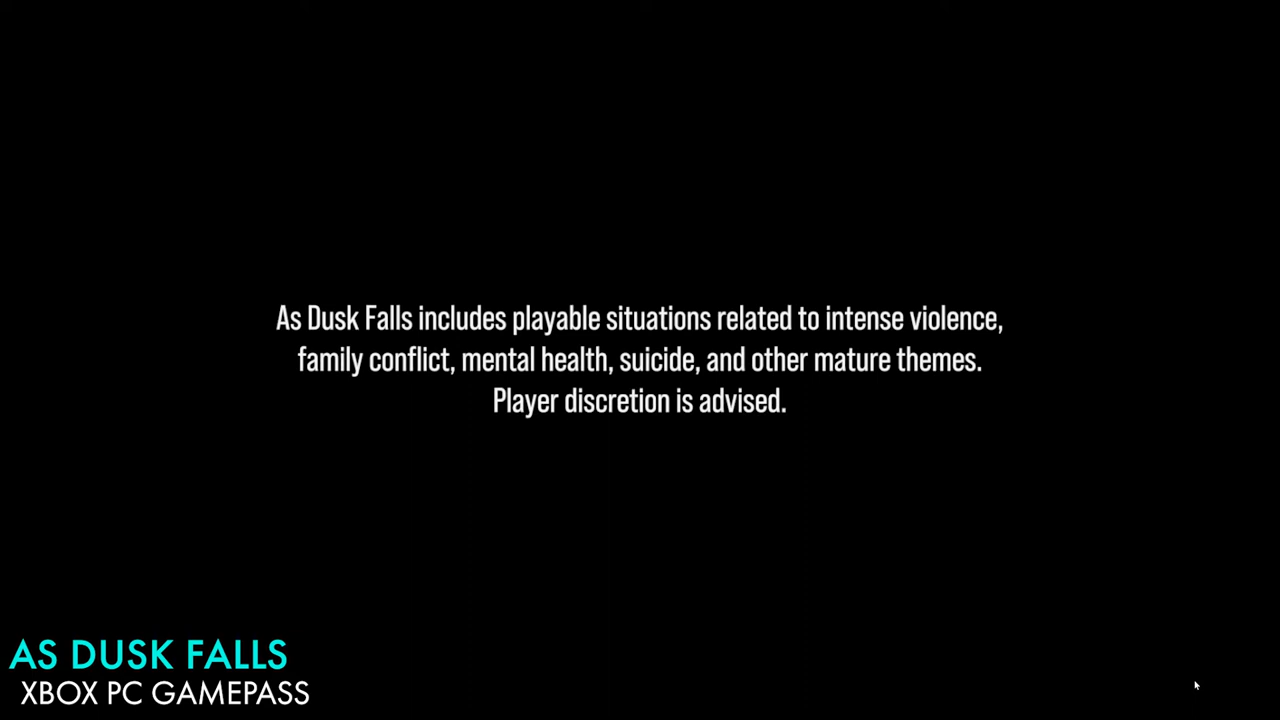 As Dusk Falls includes playable situations related to intense violence,
family conflict, mental health, suicide, and other mature themes.
Player discretion is advised.
AS DUSK FALLS
XBOX PC GAMEPASS